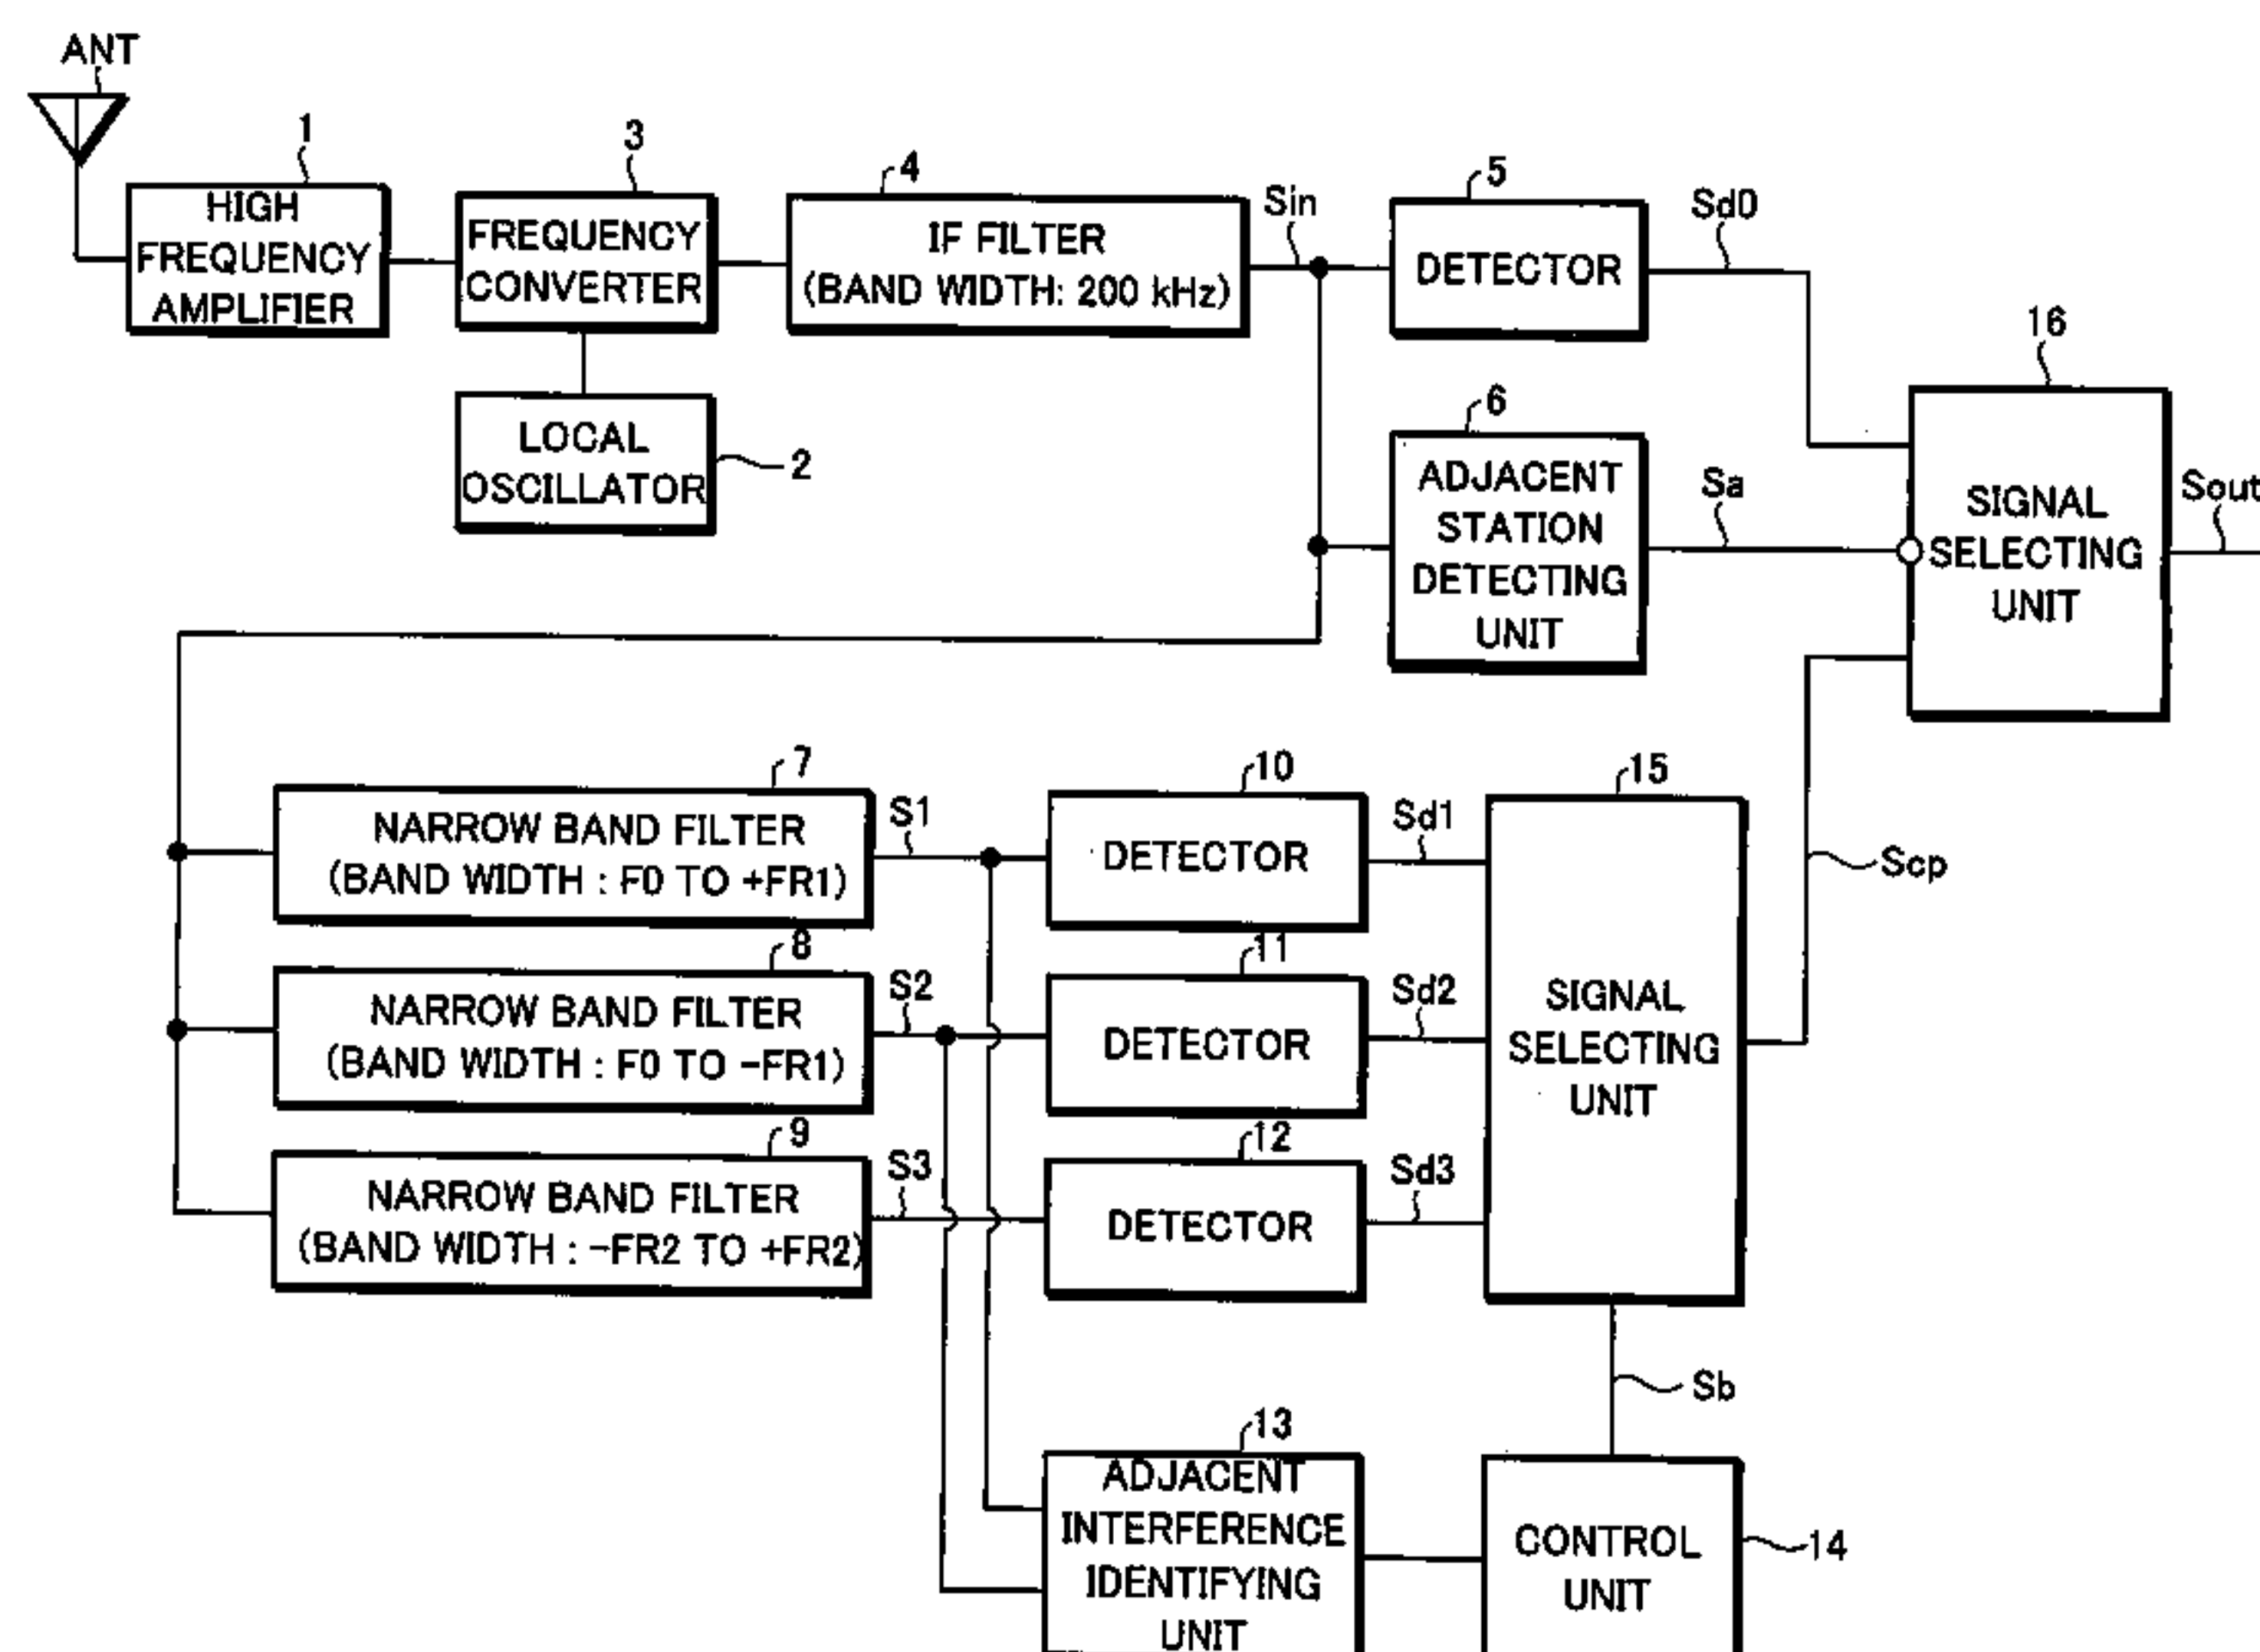 ANT
1
HIGH
FREQUENCY
AMPLIFIER
3
FREQUENCY
CONVERTER
LOCAL
OSCILLATOR
2
4
IF FILTER
(BAND WIDTH: 200 kHz)
Sin
5
DETECTOR
Sd0
6
ADJACENT
STATION
DETECTING
UNIT
Sa
16
SIGNAL
SELECTING
UNIT
Sout
7
NARROW BAND FILTER
(BAND WIDTH : F0 TO +FR1)
S1
10
DETECTOR
Sd1
15
SIGNAL
SELECTING
UNIT
Scp
8
NARROW BAND FILTER
(BAND WIDTH : F0 TO -FR1)
S2
11
DETECTOR
Sd2
9
NARROW BAND FILTER
(BAND WIDTH : -FR2 TO +FR2)
S3
12
DETECTOR
Sd3
Sb
13
ADJACENT
INTERFERENCE
IDENTIFYING
UNIT
CONTROL
UNIT
14